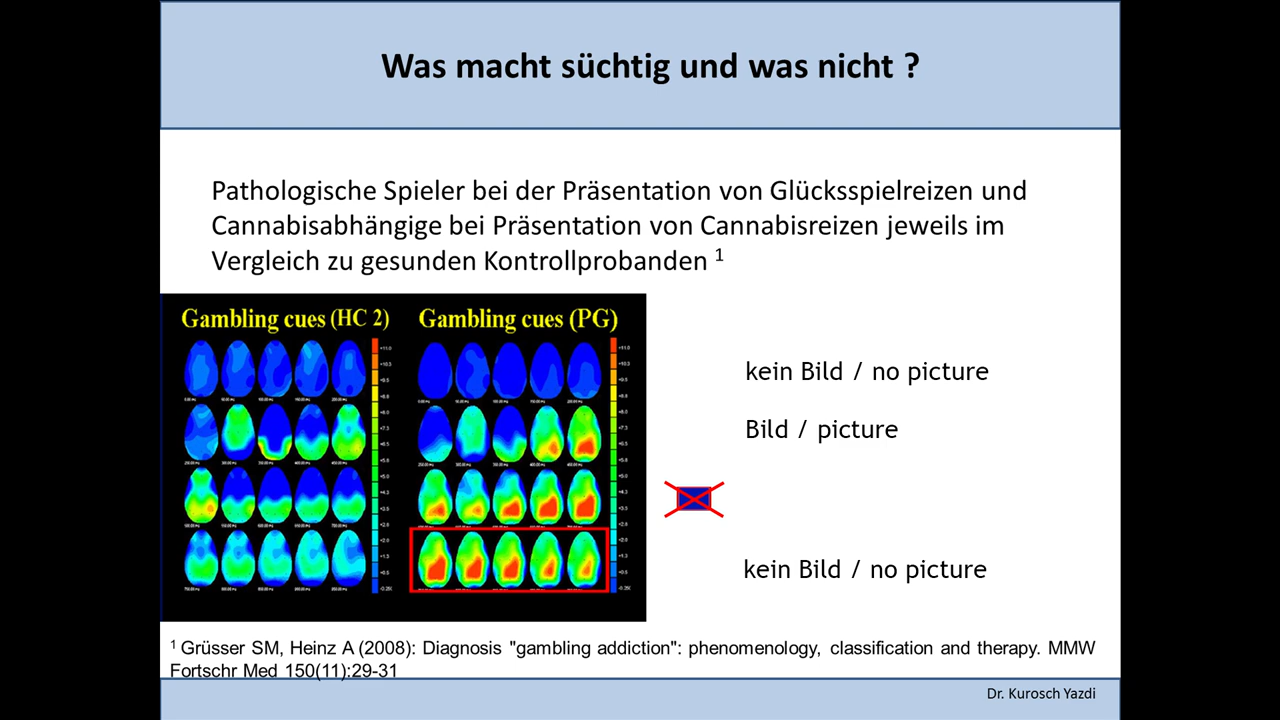 Was macht süchtig und was nicht ?
Pathologische Spieler bei der Präsentation von Glücksspielreizen und
Cannabisabhängige bei Präsentation von Cannabisreizen jeweils im
Vergleich zu gesunden Kontrollprobanden 1
Gambling cues (HC 2)
Gambling cues (PG)
kein Bild / no picture
Bild / picture
kein Bild / no picture
1 Grüsser SM, Heinz A (2008): Diagnosis "gambling addiction": phenomenology, classification and therapy. MMW
Fortschr Med 150(11):29-31
Dr. Kurosch Yazdi